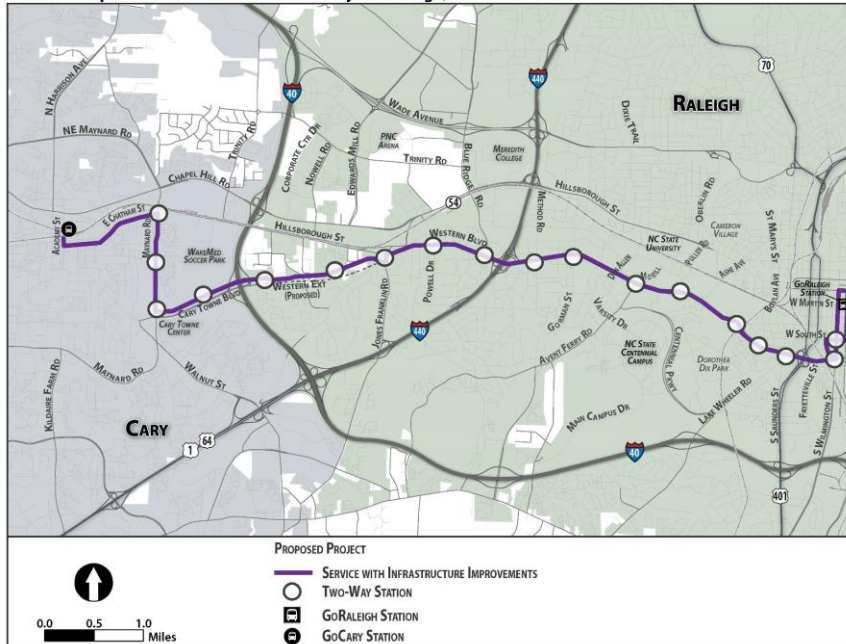 N HARRISON AVE
NE MAYNARD RD
TRINITY RD
CHAPEL HILL RD
E CHATHAM ST
ACADEMY ST
MAYNARD RD
WAKEMED
SOCCER PARK
CARY TOWNE BLVD
CARY TOWNE
CENTER
MAYNARD RD
KILDAIRE FARM RD
WALNUT ST
CARY
1
64
40
CORPORATE CTR DR
NOWELL RD
EDWARDS MILL RD
WADE AVENUE
PNC
ARENA
TRINITY RD
BLUE RIDGE RD
MEREDITH
COLLEGE
440
54
HILLSBOROUGH ST
WESTERN BLVD
WESTERN EXT
(PROPOSED)
JONES FRANKLIN RD
POWELL DR
440
METHOD RD
HILLSBOROUGH ST
RALEIGH
70
DIXIE TRAIL
OBERLIN RD
CAMERON
VILLAGE
ST MARYS ST
NC STATE
UNIVERSITY
PULLEN RD
ASHE AVE
DAN ALLEN
MORRILL
BOYLAN AVE
GORALEIGH
STATION
W MARTIN ST
W SOUTH ST
GORMAN ST
VARSITY DR
AVENT FERRY RD
NC STATE
CENTENNIAL
CAMPUS
CENTENNIAL PKWY
DOROTHEA
DIX PARK
MAIN CAMPUS DR
LAKE WHEELER RD
S SAUNDERS ST
FAYETTEVILLE ST
S WILMINGTON ST
40
401
PROPOSED PROJECT
SERVICE WITH INFRASTRUCTURE IMPROVEMENTS
TWO-WAY STATION
GORALEIGH STATION
GOCARY STATION
0.0 0.5 1.0
MILES